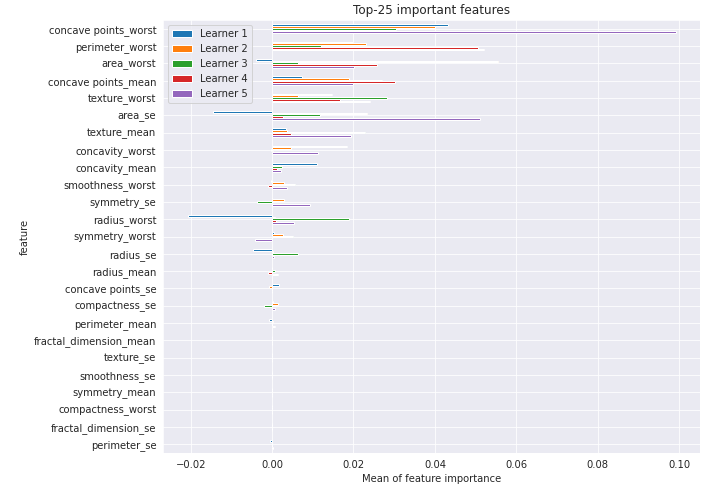 Top-25 important features
Learner 1
Learner 2
Learner 3
Learner 4
Learner 5
feature
concave points_worst
perimeter_worst
area_worst
concave points_mean
texture_worst
area_se
texture_mean
concavity_worst
concavity_mean
smoothness_worst
symmetry_se
radius_worst
symmetry_worst
radius_se
radius_mean
concave points_se
compactness_se
perimeter_mean
fractal_dimension_mean
texture_se
smoothness_se
symmetry_mean
compactness_worst
fractal_dimension_se
perimeter_se
−0.02 0.00 0.02 0.04 0.06 0.08 0.10
Mean of feature importance